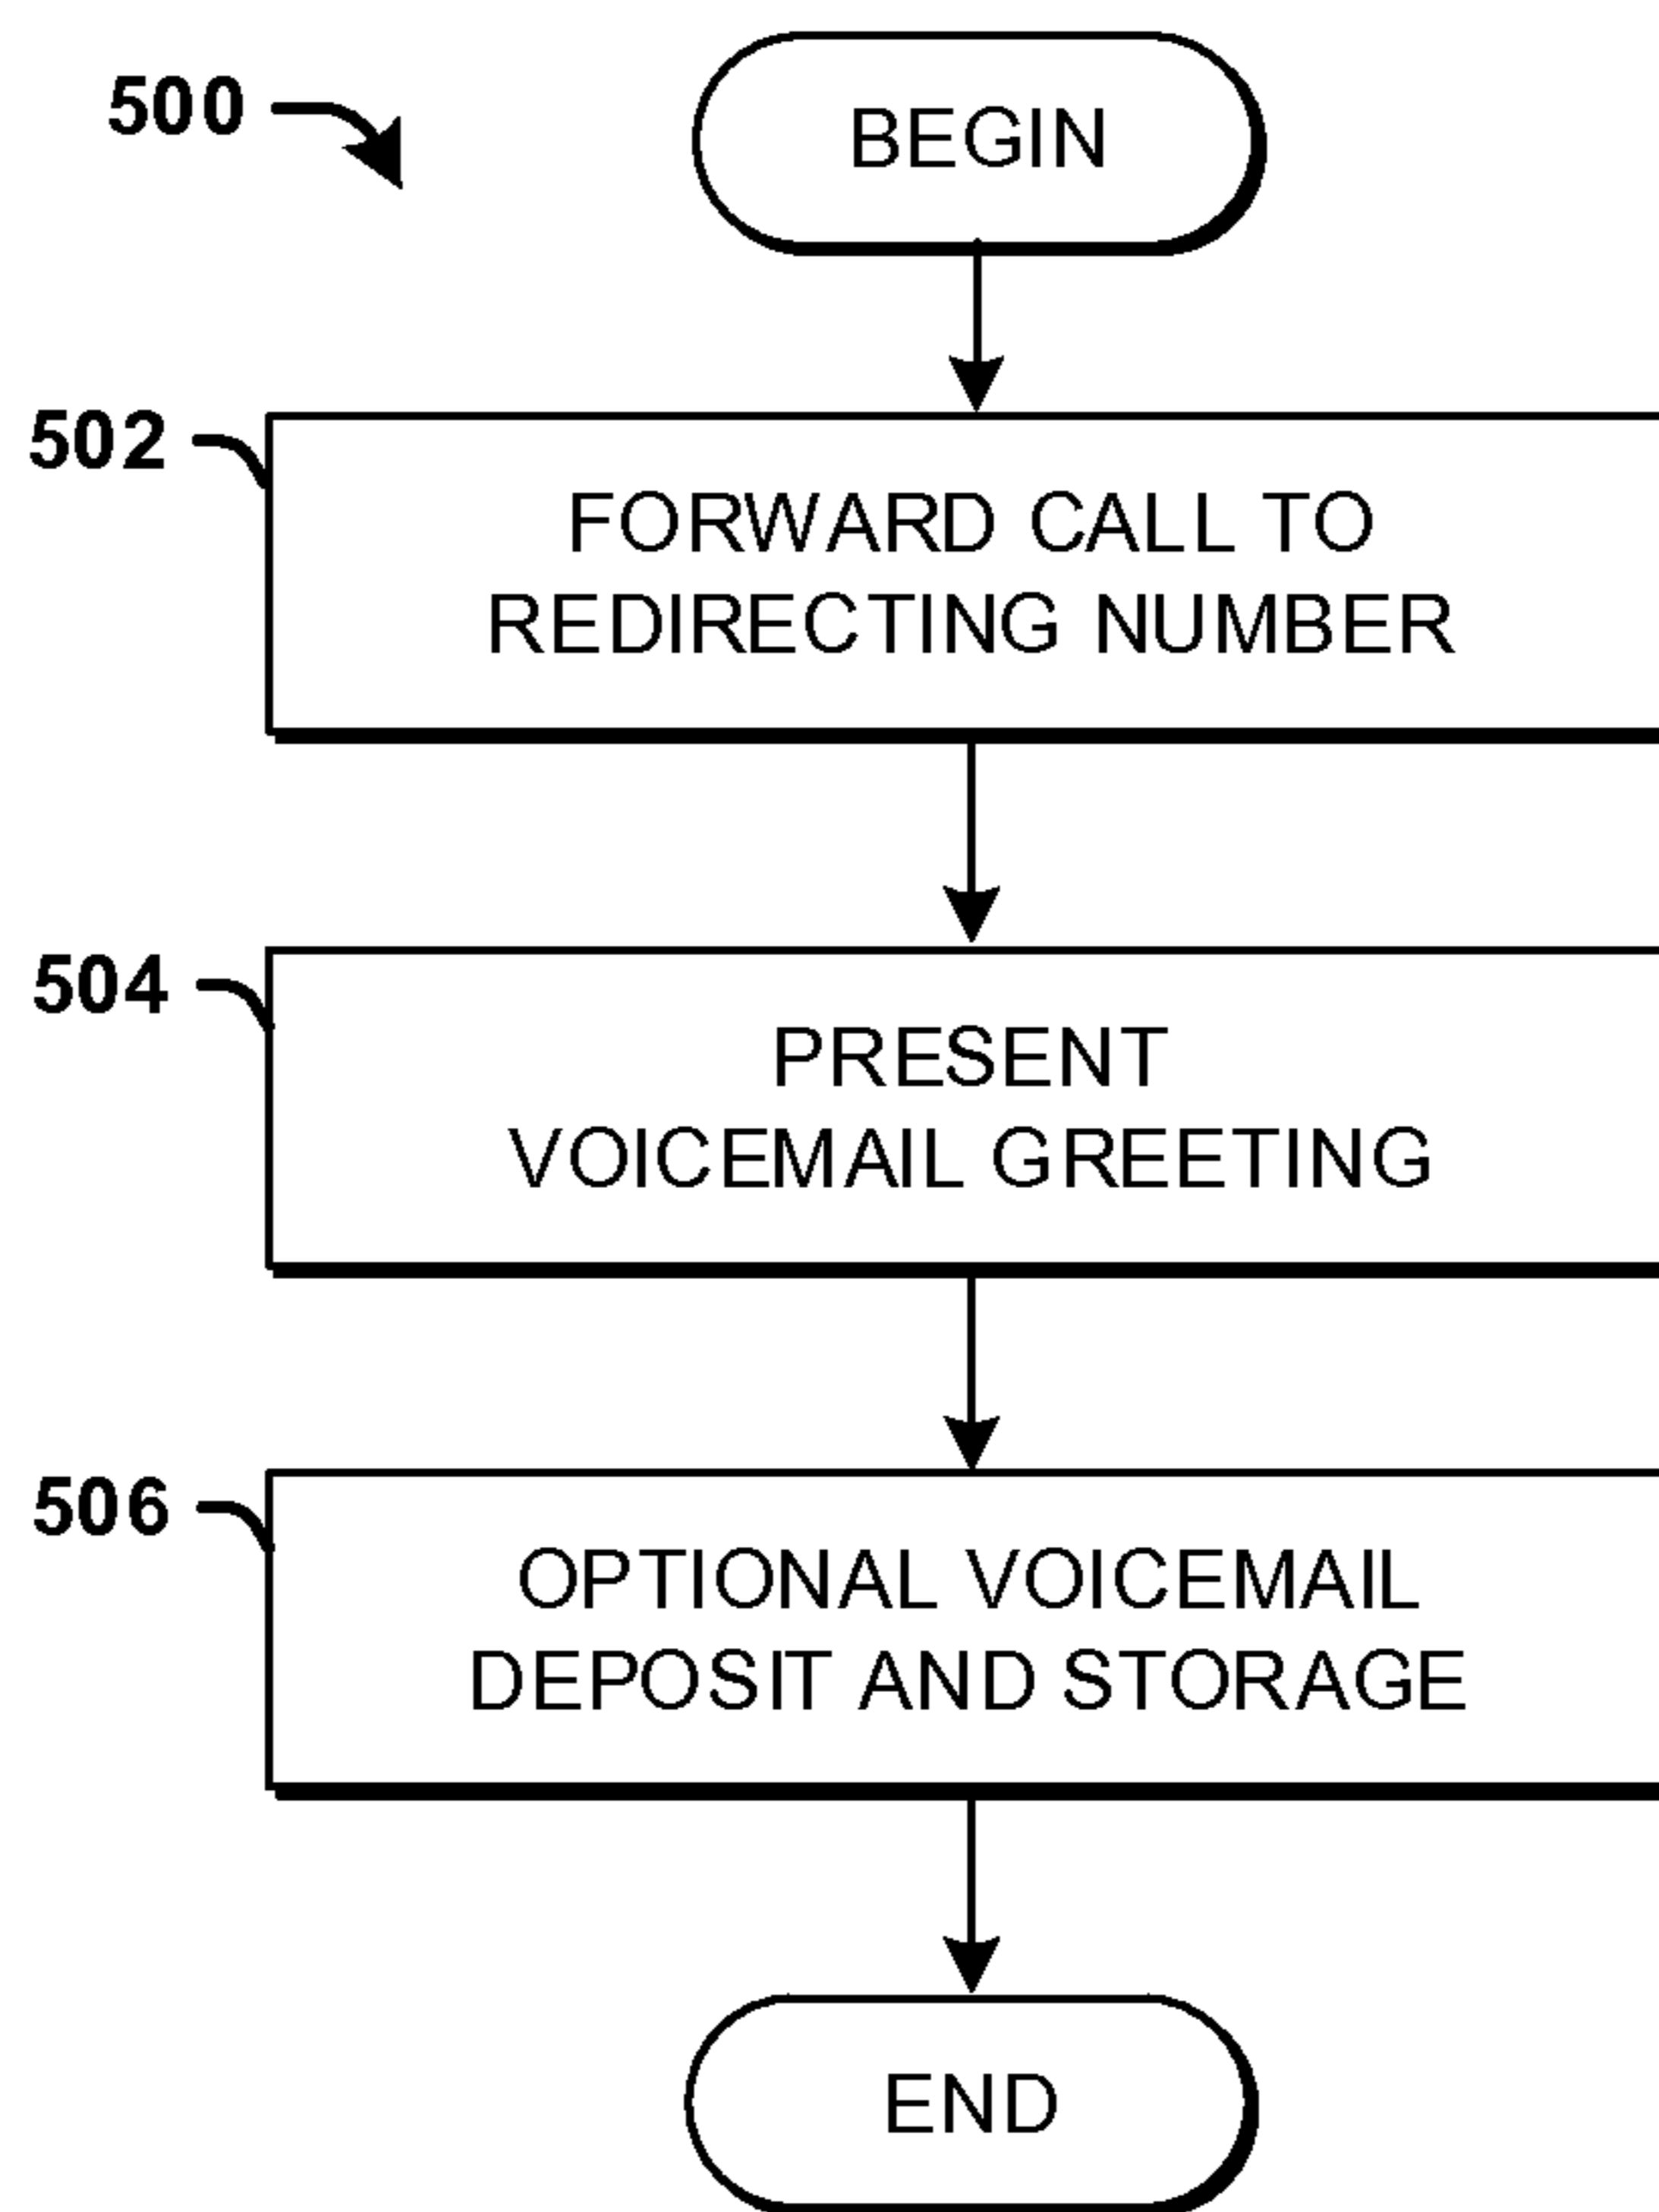 500
BEGIN
502
FORWARD CALL TO
REDIRECTING NUMBER
504
PRESENT
VOICEMAIL GREETING
506
OPTIONAL VOICEMAIL
DEPOSIT AND STORAGE
END